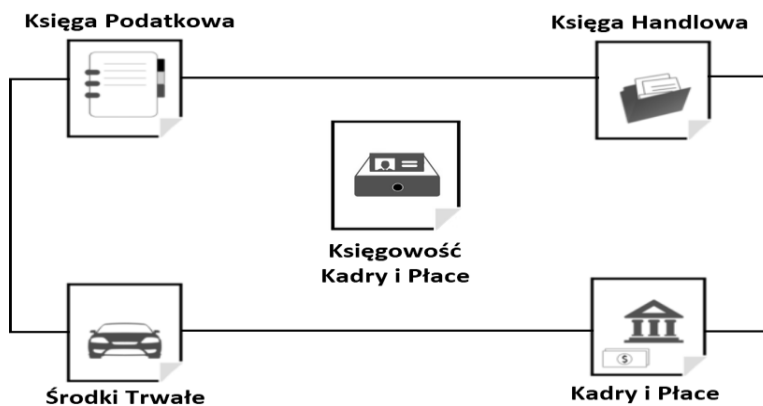 Księga Podatkowa
Księga Handlowa
Księgowość
Kadry i Płace
Środki Trwałe
Kadry i Płace
$